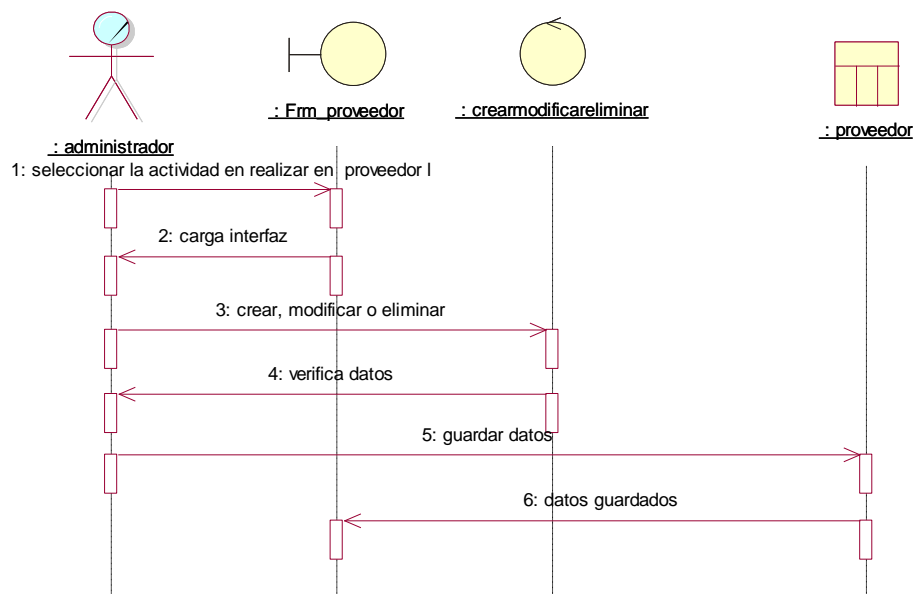 : administrador
: Frm_proveedor
: crearmodificareliminar
: proveedor
1: seleccionar la actividad en realizar en proveedor l
2: carga interfaz
3: crear, modificar o eliminar
4: verifica datos
5: guardar datos
6: datos guardados